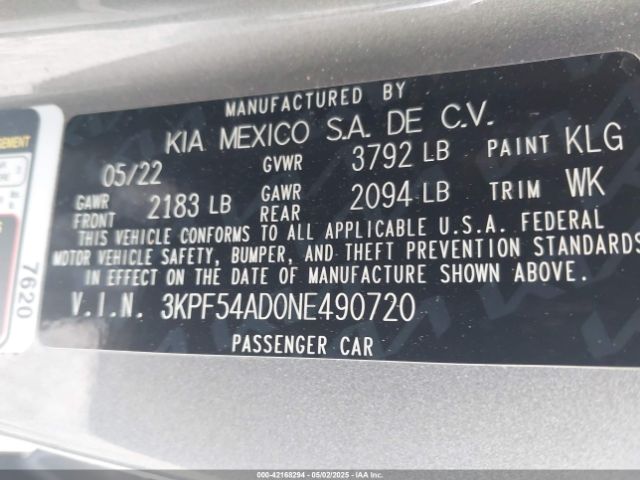 MANUFACTURED BY
KIA MEXICO S.A. DE C.V.
05/22 GVWR 3792 LB PAINT KLG
GAWR FRONT 2183 LB GAWR REAR 2094 LB TRIM WK
THIS VEHICLE CONFORMS TO ALL APPLICABLE U.S.A. FEDERAL
MOTOR VEHICLE SAFETY, BUMPER, AND THEFT PREVENTION STANDARDS
IN EFFECT ON THE DATE OF MANUFACTURE SHOWN ABOVE.
V.I.N. 3KPF54AD0NE490720
PASSENGER CAR
7620
000-42168294 - 05/02/2025 - IAAI.COM